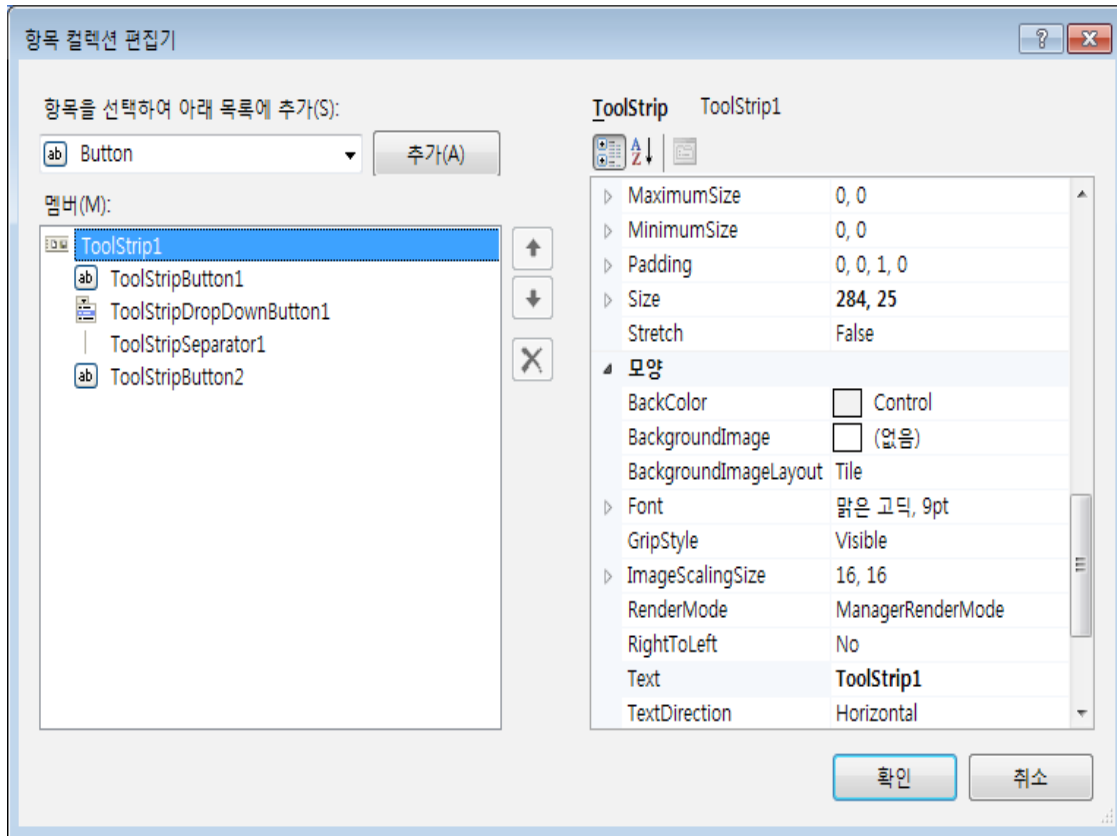 항목 컬렉션 편집기
항목을 선택하여 아래 목록에 추가(S):
ab Button
추가(A)
멤버(M):
ToolStrip1
ab ToolStripButton1
ToolStripDropDownButton1
ToolStripSeparator1
ab ToolStripButton2
ToolStrip ToolStrip1
MaximumSize 0, 0
MinimumSize 0, 0
Padding 0, 0, 1, 0
Size 284, 25
Stretch False
모양
BackColor Control
BackgroundImage (없음)
BackgroundImageLayout Tile
Font 맑은 고딕, 9pt
GripStyle Visible
ImageScalingSize 16, 16
RenderMode ManagerRenderMode
RightToLeft No
Text ToolStrip1
TextDirection Horizontal
확인 취소